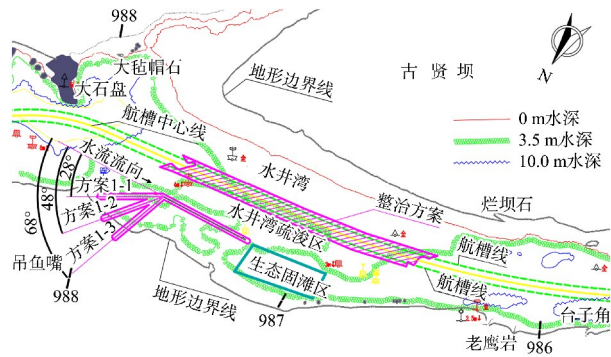 988
大毡帽石
大石盘
地形边界线
古贤坝
N
航槽中心线
0 m水深
3.5 m水深
10.0 m水深
水流流向
水井湾
28°
48°
68°
方案1-1
方案1-2
方案1-3
水井湾疏浚区
整治方案
烂坝石
吊鱼嘴
988
生态固滩区
航槽线
航槽线
地形边界线
987
老鹰岩
台子角
986